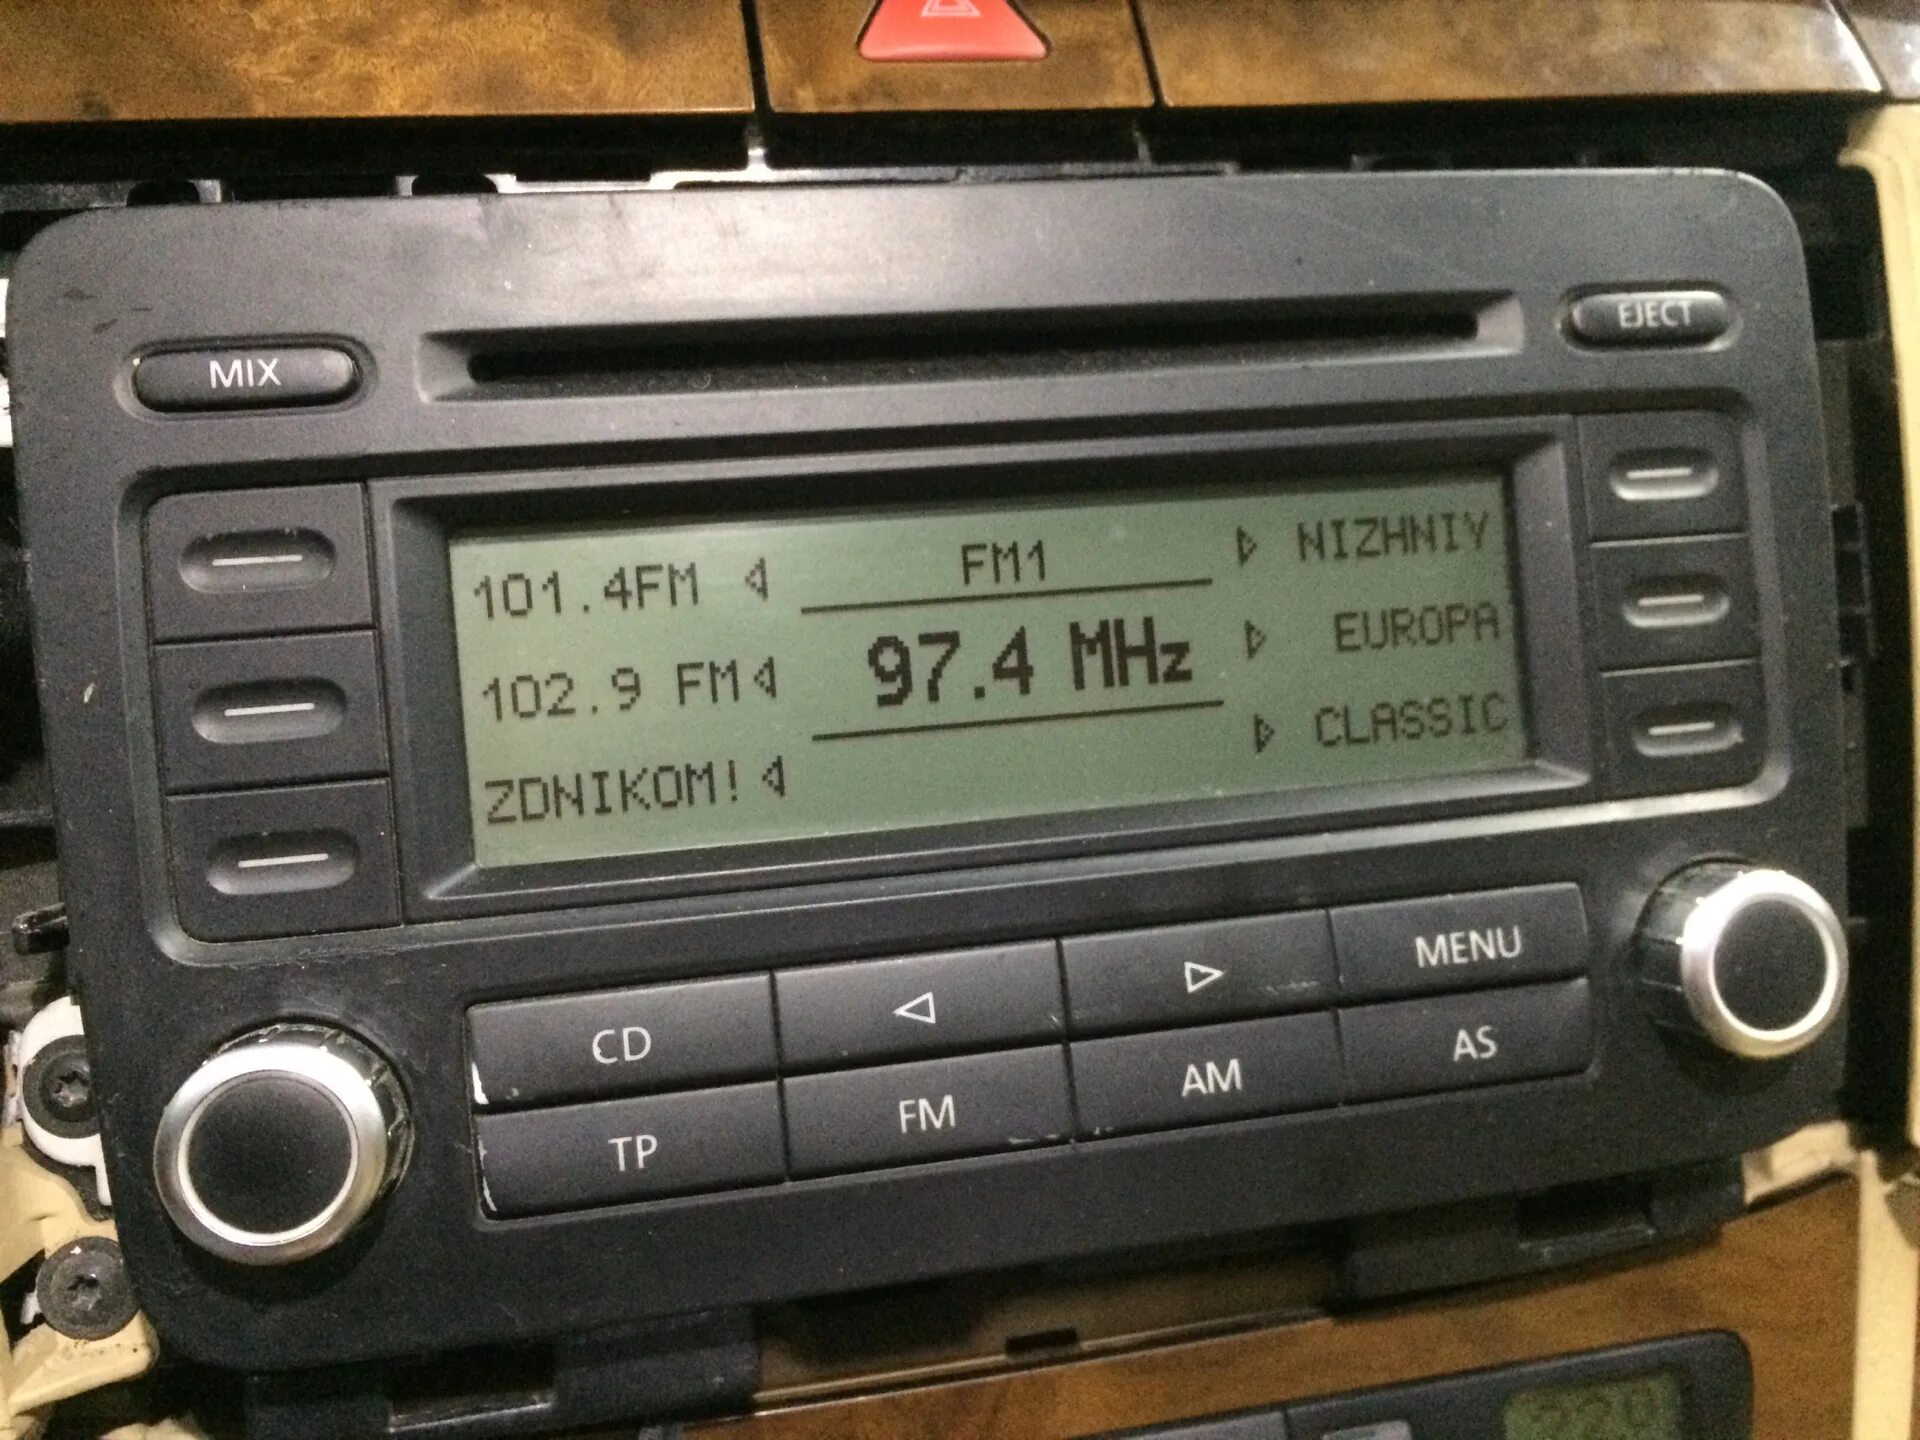 MIX
EJECT
101.4FM
FM1
NIZHNIY
102.9 FM
97.4 MHz
EUROPA
ZDNIKOM!
CLASSIC
CD
MENU
TP
FM
AM
AS